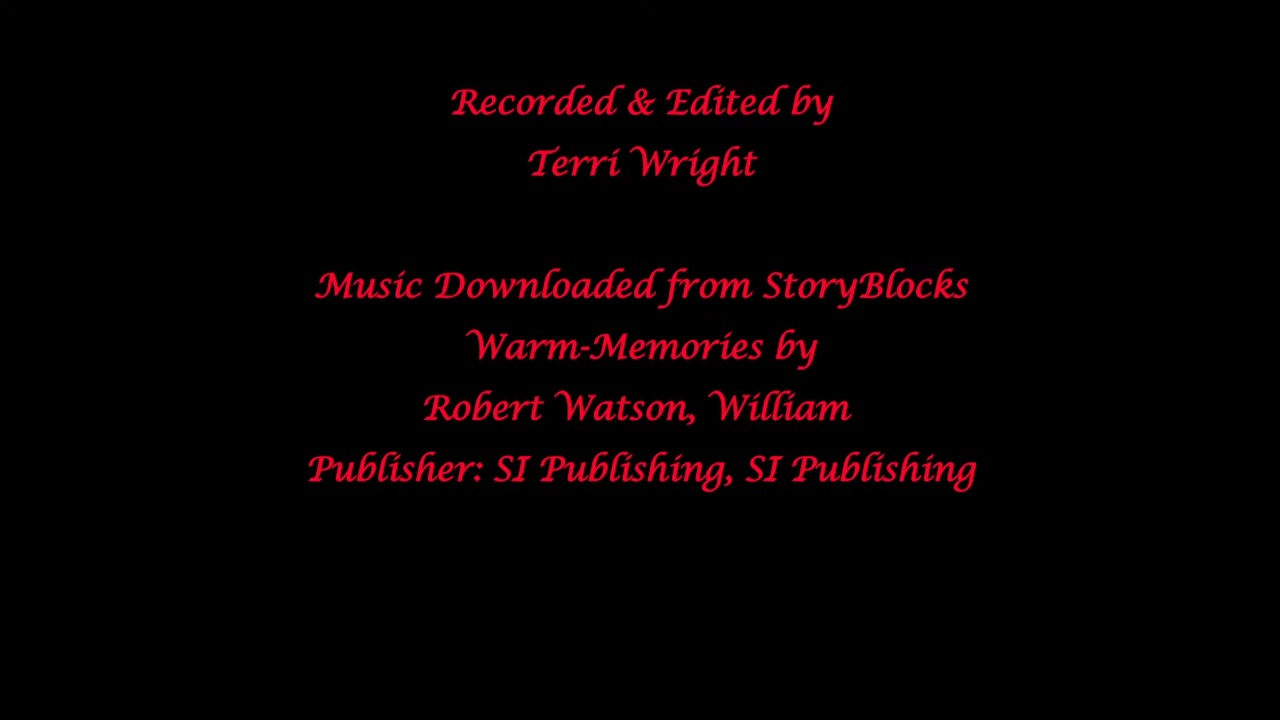 Recorded & Edited by
Terri Wright
Music Downloaded from StoryBlocks
Warm-Memories by
Robert Watson, William
Publisher: SI Publishing, SI Publishing